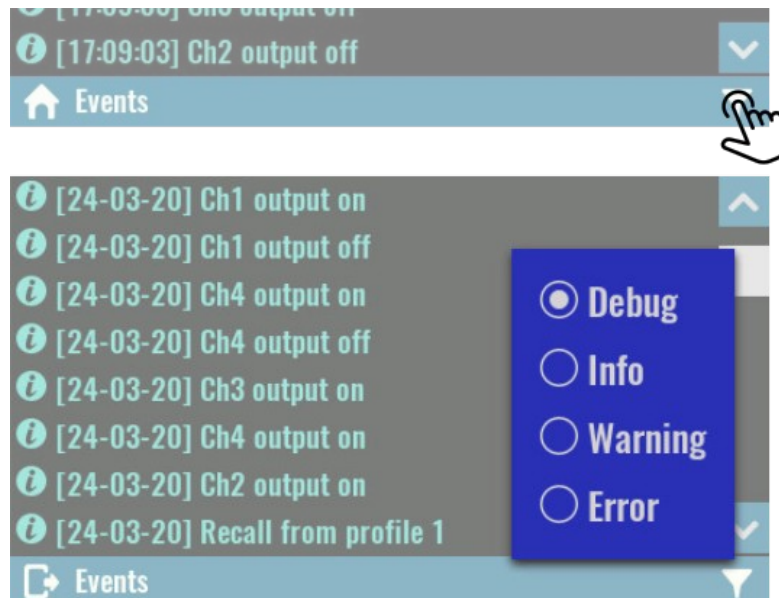 [17:09:03] Ch2 output off
Events
[24-03-20] Ch1 output on
[24-03-20] Ch1 output off
[24-03-20] Ch4 output on
[24-03-20] Ch4 output off
[24-03-20] Ch3 output on
[24-03-20] Ch4 output on
[24-03-20] Ch2 output on
[24-03-20] Recall from profile 1
Debug
Info
Warning
Error
Events